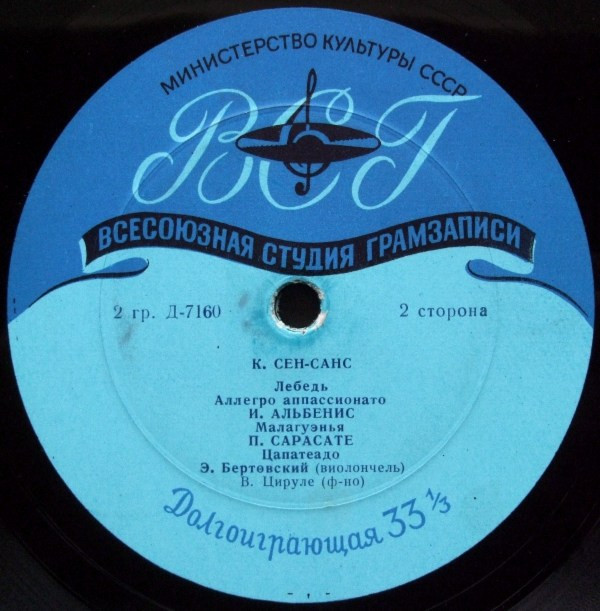 МИНИСТЕРСТВО КУЛЬТУРЫ СССР
ВСГ
ВСЕСОЮЗНАЯ СТУДИЯ ГРАМЗАПИСИ
2 гр. Д-7160 2 сторона
К. СЕН-САНС
Лебедь
Аллегро аппассионато
И. АЛЬБЕНИС
Малагуэнья
П. САРАСАТЕ
Цапатеадо
Э. Бертовский (виолончель)
В. Цируле (ф-но)
Долгоиграющая 33 1/3